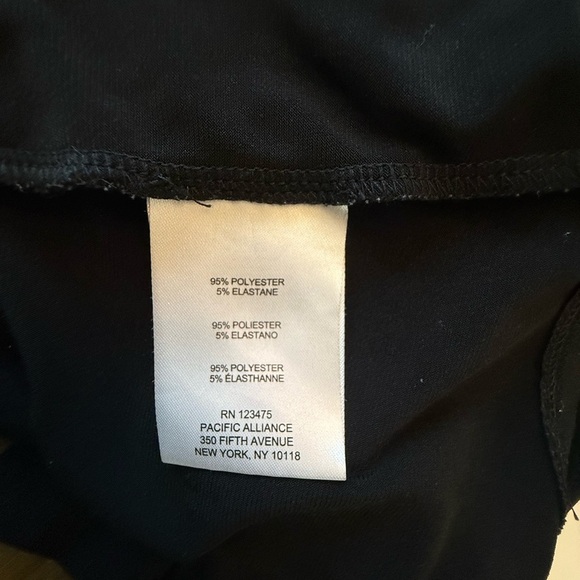 95% POLYESTER
5% ELASTANE
95% POLIESTER
5% ELASTANO
95% POLYESTER
5% ÉLASTHANNE
RN 123475
PACIFIC ALLIANCE
350 FIFTH AVENUE
NEW YORK, NY 10118